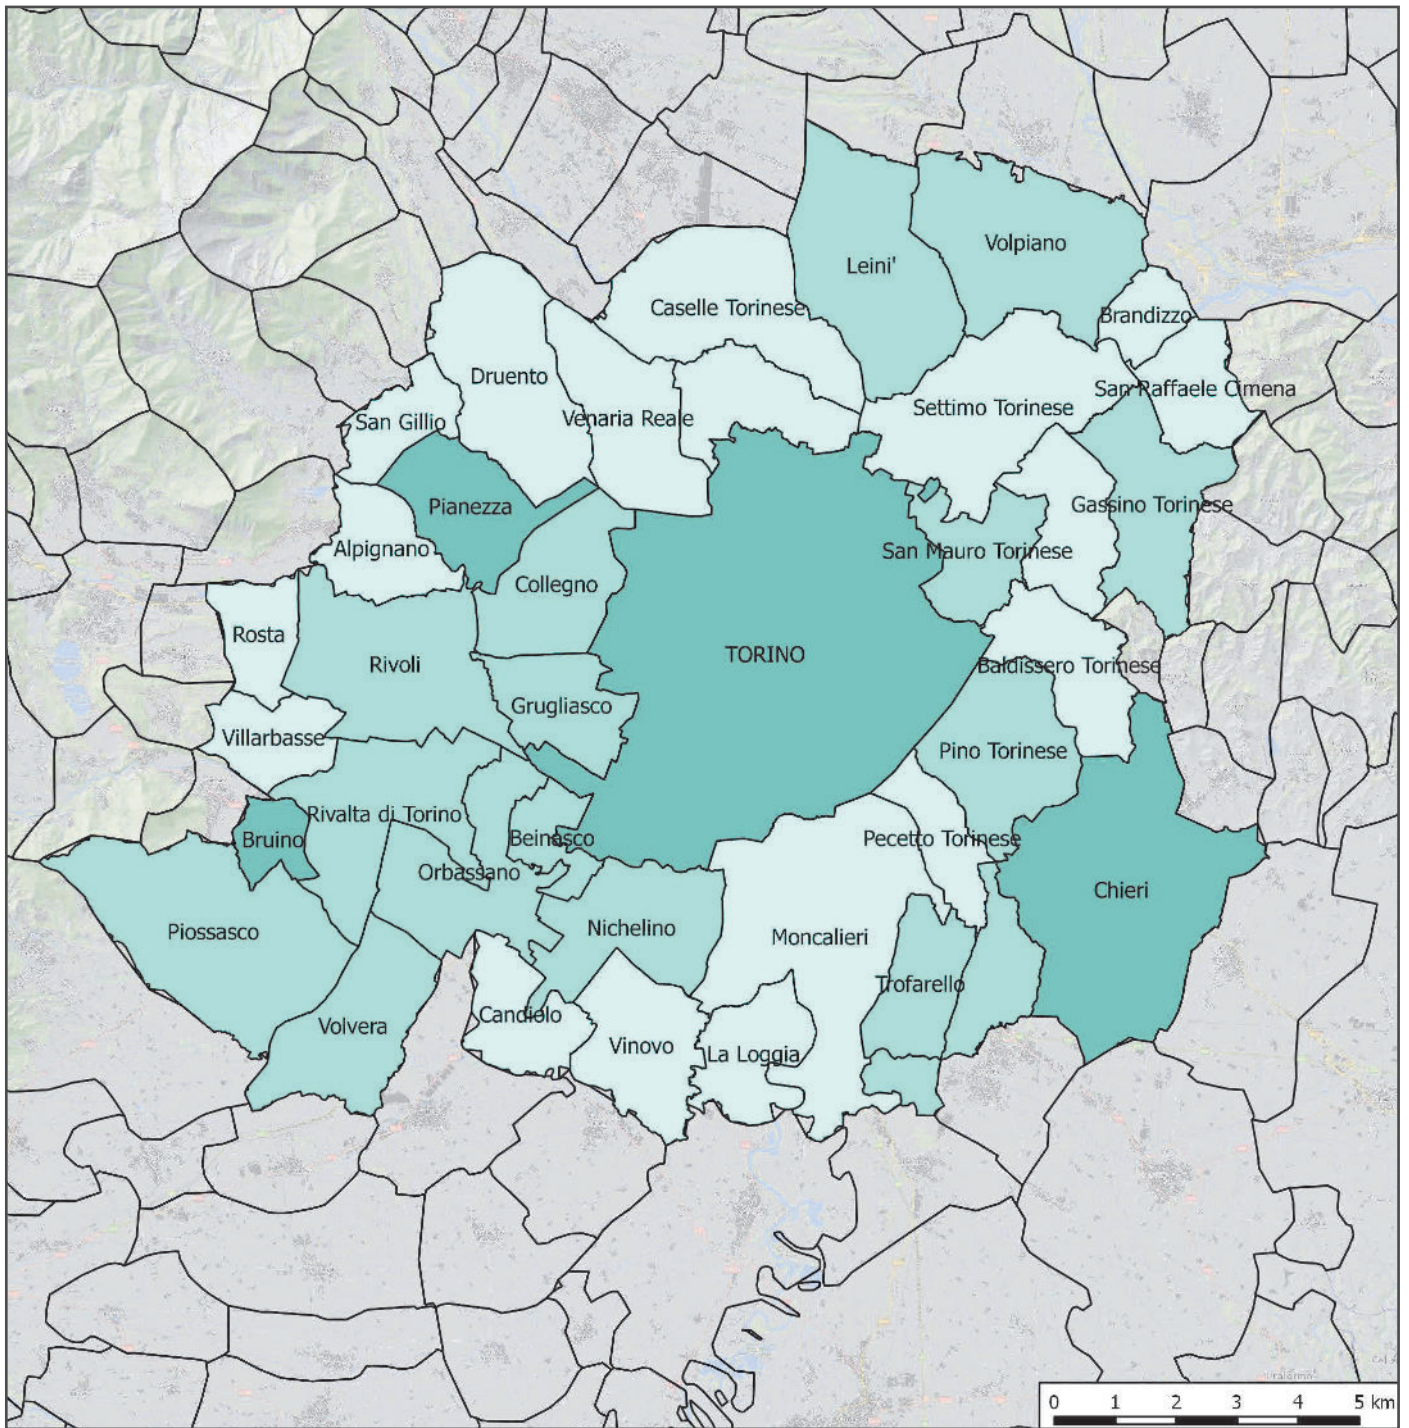 Volpiano
Leini'
Caselle Torinese
Brandizzo
Druento
San Raffaele Cimena
Settimo Torinese
San Gillio
Venaria Reale
Pianezza
Gassino Torinese
Alpignano
San Mauro Torinese
Collegno
Rosta
TORINO
Rivoli
Baldissero Torinese
Grugliasco
Villarbasse
Pino Torinese
Rivalta di Torino
Bruino
Beinasco
Pecetto Torinese
Orbassano
Chieri
Piossasco
Nichelino
Moncalieri
Trofarello
Candiolo
Volvera
Vinovo
La Loggia
0 1 2 3 4 5 km